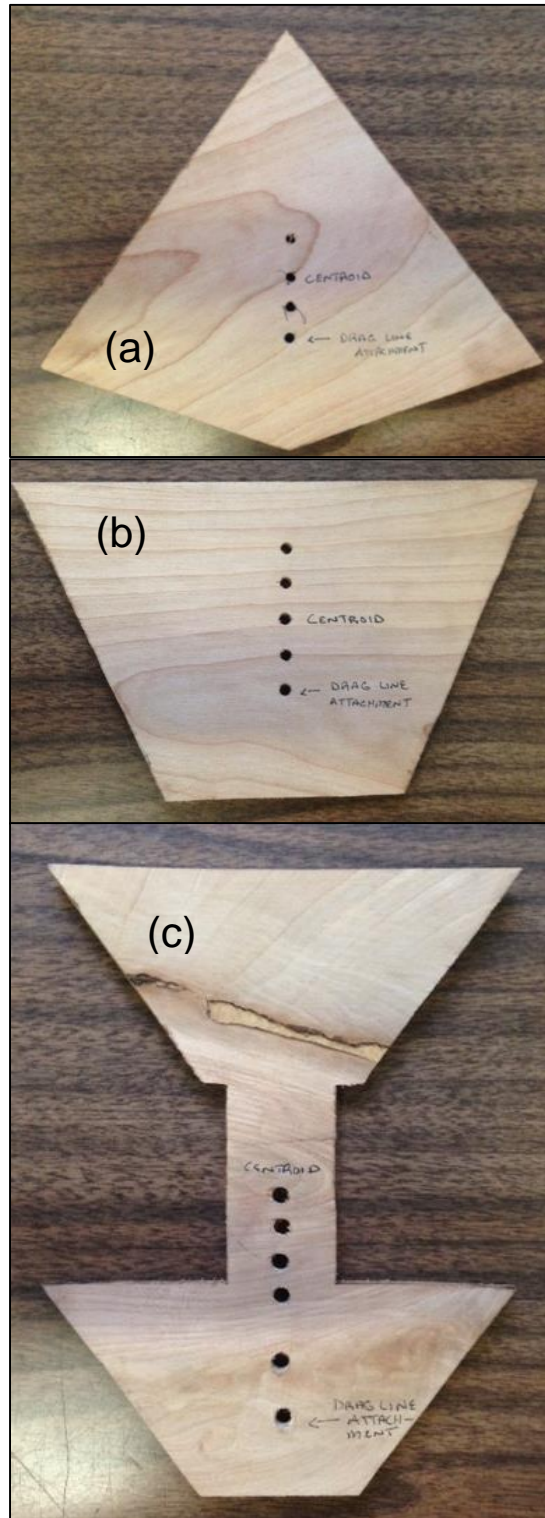 CENTROID
(a)
← DRAG LINE
ATTACHMENT
(b)
CENTROID
← DRAG LINE
ATTACHMENT
(c)
CENTROID
DRAG LINE
← ATTACH-
MENT